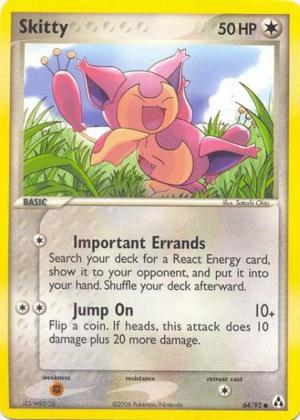 Skitty 50 HP
BASIC
Illus. Satoshi Ohta
Important Errands
Search your deck for a React Energy card,
show it to your opponent, and put it into
your hand. Shuffle your deck afterward.
Jump On 10+
Flip a coin. If heads, this attack does 10
damage plus 20 more damage.
weakness resistance retreat cost
©2006 Pokémon/Nintendo 64/92 ●